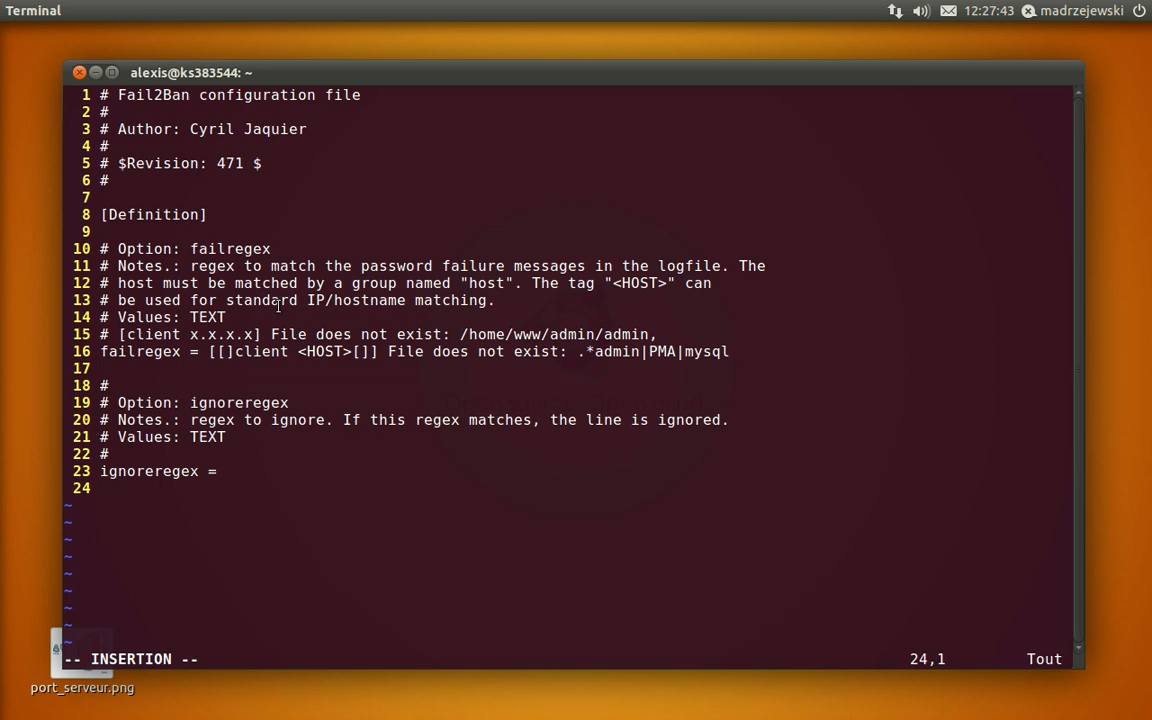 Terminal
12:27:43 madrzejewski
alexis@ks383544: ~
1 # Fail2Ban configuration file
2 #
3 # Author: Cyril Jaquier
4 #
5 # $Revision: 471 $
6 #
7
8 [Definition]
9
10 # Option: failregex
11 # Notes.: regex to match the password failure messages in the logfile. The
12 # host must be matched by a group named "host". The tag "<HOST>" can
13 # be used for standard IP/hostname matching.
14 # Values: TEXT
15 # [client x.x.x.x] File does not exist: /home/www/admin/admin,
16 failregex = [[]client <HOST>[]] File does not exist: .*admin|PMA|mysql
17
18 #
19 # Option: ignoreregex
20 # Notes.: regex to ignore. If this regex matches, the line is ignored.
21 # Values: TEXT
22 #
23 ignoreregex =
24
~
~
~
~
~
~
~
~
~
-- INSERTION -- 24,1 Tout
port_serveur.png